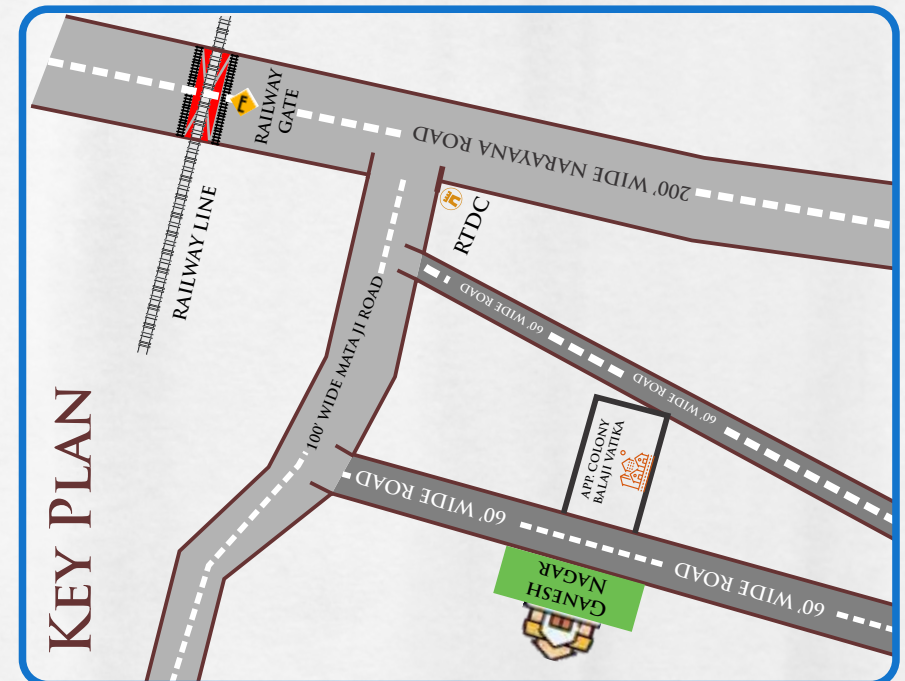 KEY PLAN
RAILWAY LINE
RAILWAY
GATE
E
200' WIDE NARAYANA ROAD
RTDC
100' WIDE MATA JI ROAD
60' WIDE ROAD
60' WIDE ROAD
APP. COLONY
BALAJI VATIKA
60' WIDE ROAD
60' WIDE ROAD
GANESH
NAGAR